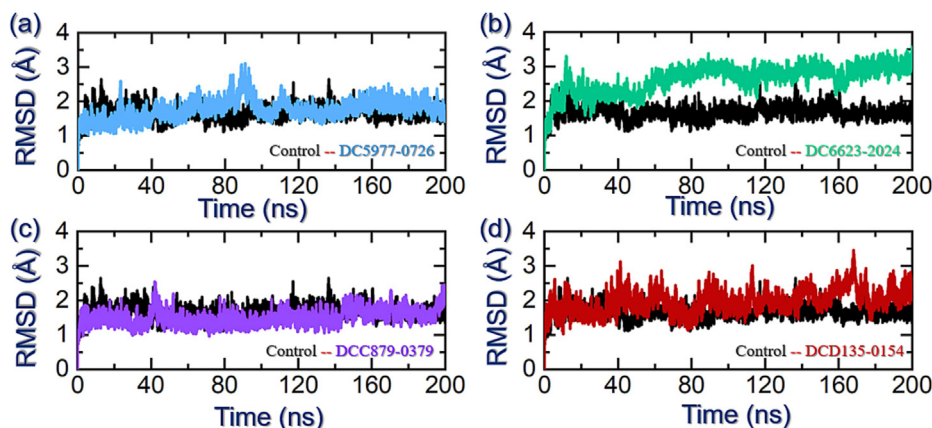 (a)
4
3
2
1
0
RMSD (Å)
Control -- DC5977-0726
0 40 80 120 160 200
Time (ns)
(b)
4
3
2
1
0
RMSD (Å)
Control -- DC6623-2024
0 40 80 120 160 200
Time (ns)
(c)
4
3
2
1
0
RMSD (Å)
Control -- DCC879-0379
0 40 80 120 160 200
Time (ns)
(d)
4
3
2
1
0
RMSD (Å)
Control -- DCD135-0154
0 40 80 120 160 200
Time (ns)